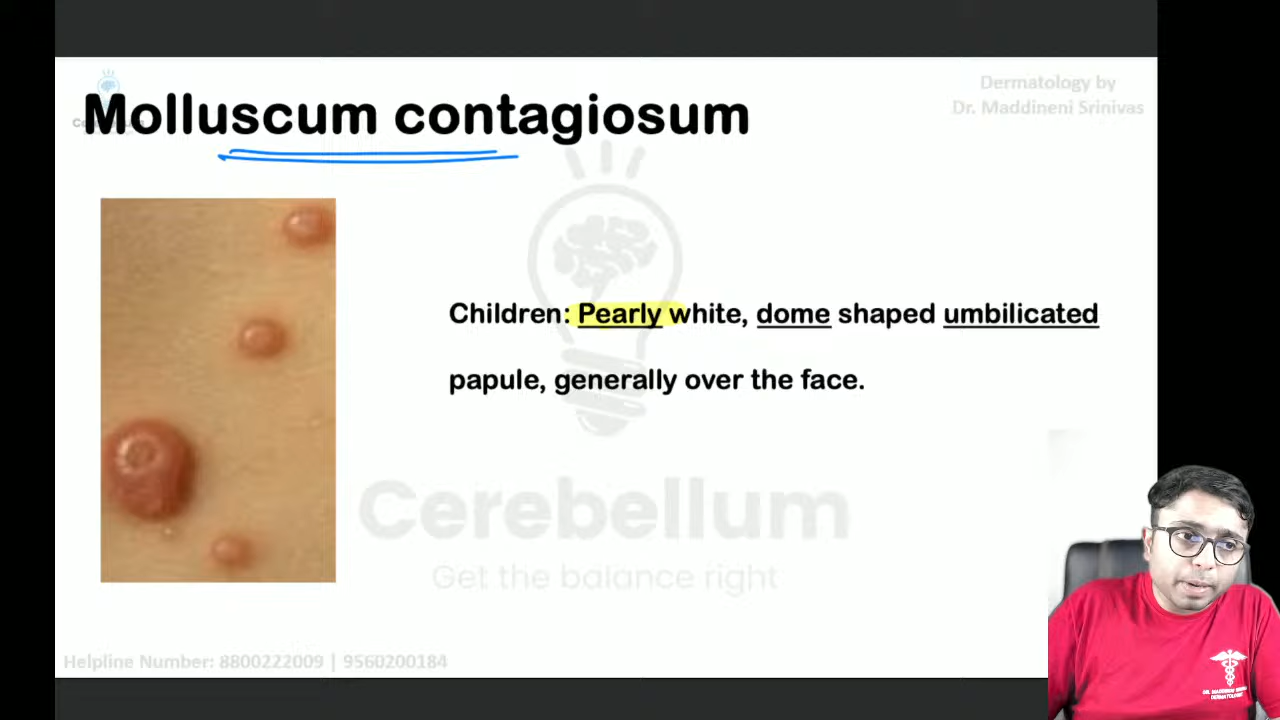 Dermatology by
Dr. Maddineni Srinivas
Molluscum contagiosum
Children: Pearly white, dome shaped umbilicated
papule, generally over the face.
Cerebellum
Get the balance right
Helpline Number: 8800222009 | 9560200184
DERMATOLOGIST